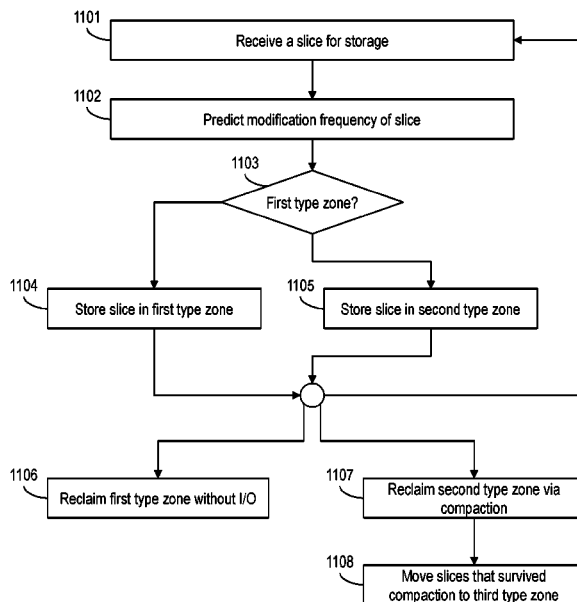 1101
Receive a slice for storage
1102
Predict modification frequency of slice
1103
First type zone?
1104
Store slice in first type zone
1105
Store slice in second type zone
1106
Reclaim first type zone without I/O
1107
Reclaim second type zone via
compaction
1108
Move slices that survived
compaction to third type zone